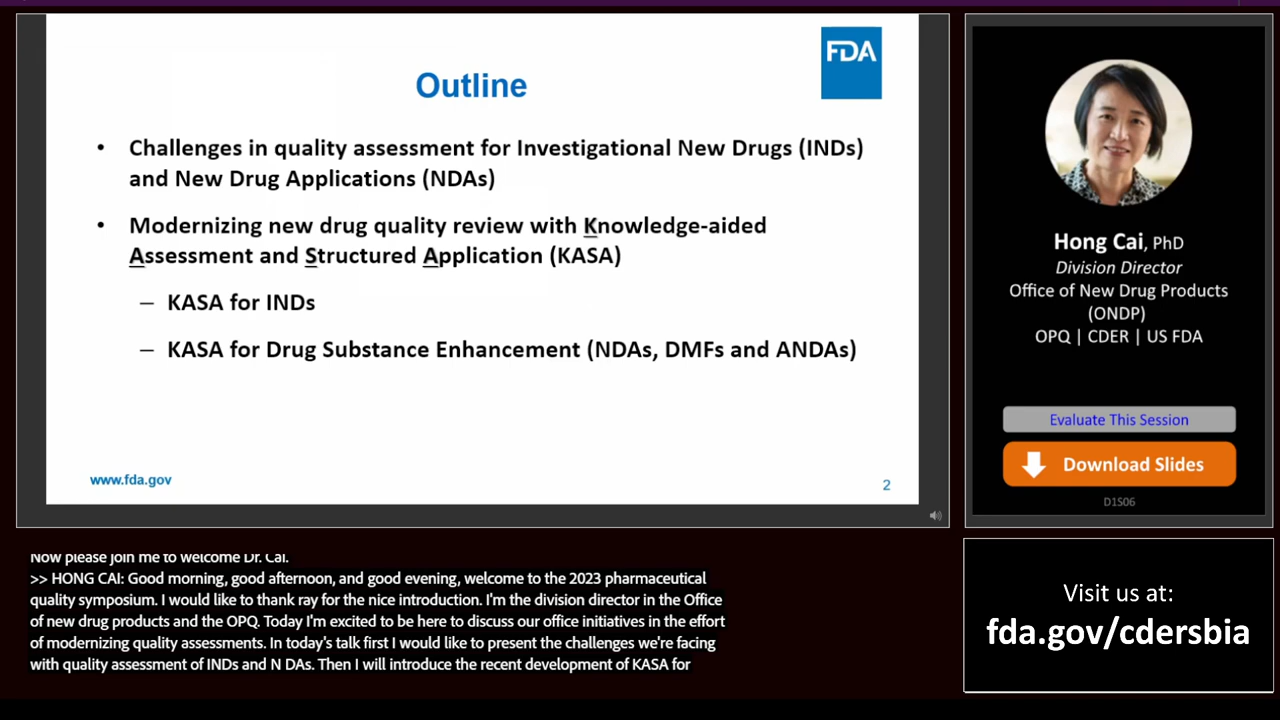 FDA
Outline
• Challenges in quality assessment for Investigational New Drugs (INDs)
and New Drug Applications (NDAs)
• Modernizing new drug quality review with Knowledge-aided
Assessment and Structured Application (KASA)
– KASA for INDs
– KASA for Drug Substance Enhancement (NDAs, DMFs and ANDAs)
www.fda.gov
2
Hong Cai, PhD
Division Director
Office of New Drug Products
(ONDP)
OPQ | CDER | US FDA
Evaluate This Session
Download Slides
D1S06
Now please join me to welcome Dr. Cai.
>> HONG CAI: Good morning, good afternoon, and good evening, welcome to the 2023 pharmaceutical
quality symposium. I would like to thank ray for the nice introduction. I'm the division director in the Office
of new drug products and the OPQ. Today I'm excited to be here to discuss our office initiatives in the effort
of modernizing quality assessments. In today's talk first I would like to present the challenges we're facing
with quality assessment of INDs and N DAs. Then I will introduce the recent development of KASA for
Visit us at:
fda.gov/cdersbia